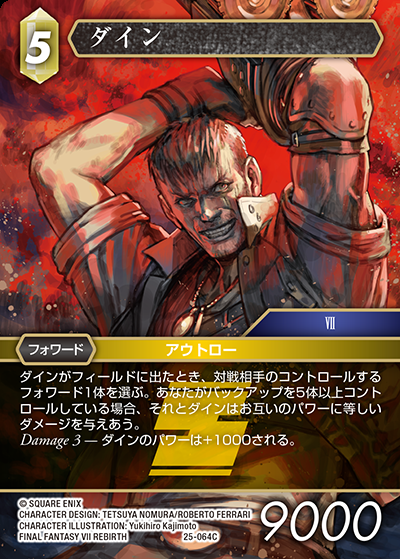 5
ダイン
VII
フォワード
アウトロー
ダインがフィールドに出たとき、対戦相手のコントロールする
フォワード1体を選ぶ。あなたがバックアップを5体以上コント
ロールしている場合、それとダインはお互いのパワーに等しい
ダメージを与えあう。
Damage 3 — ダインのパワーは+1000される。
© SQUARE ENIX
CHARACTER DESIGN: TETSUYA NOMURA/ROBERTO FERRARI
CHARACTER ILLUSTRATION: Yukihiro Kajimoto
FINAL FANTASY VII REBIRTH
25-064C
9000